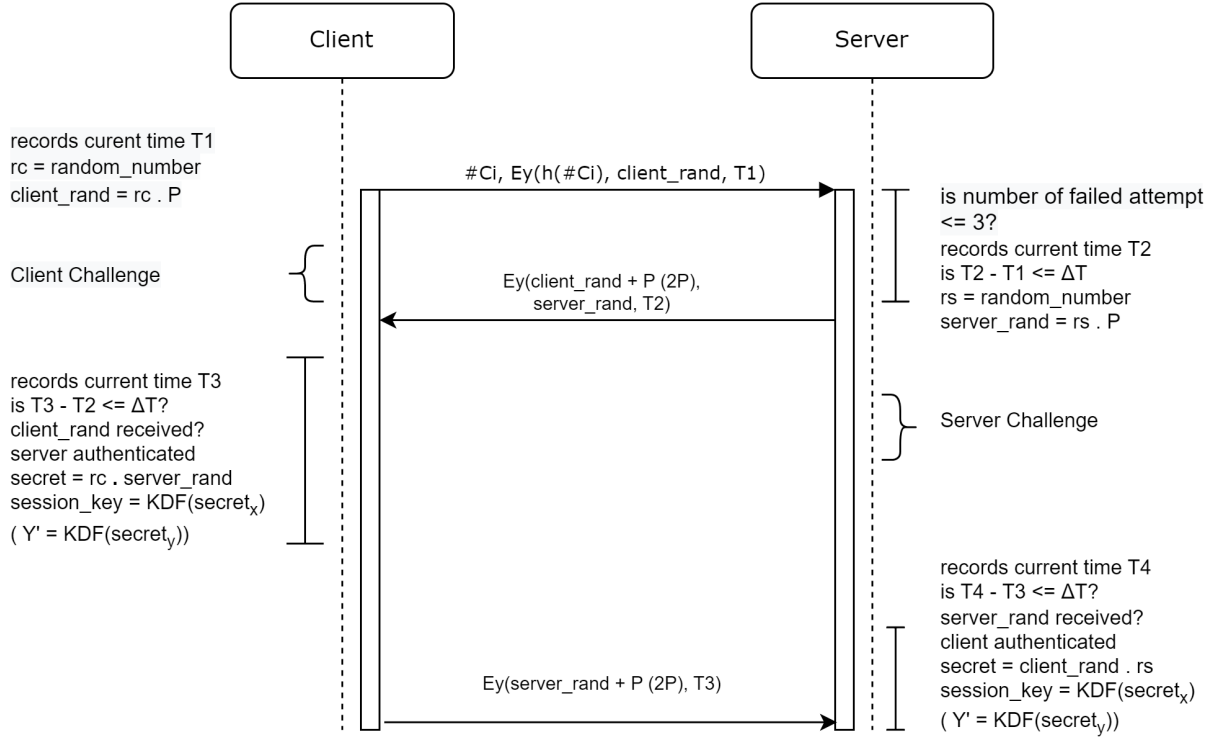 Client
Server
records curent time T1
rc = random_number
client_rand = rc . P
#Ci, Ey(h(#Ci), client_rand, T1)
is number of failed attempt
<= 3?
records current time T2
is T2 - T1 <= ΔT
rs = random_number
server_rand = rs . P
Client Challenge
Ey(client_rand + P (2P),
server_rand, T2)
records current time T3
is T3 - T2 <= ΔT?
client_rand received?
server authenticated
secret = rc . server_rand
session_key = KDF(secretx)
( Y' = KDF(secrety))
Server Challenge
Ey(server_rand + P (2P), T3)
records current time T4
is T4 - T3 <= ΔT?
server_rand received?
client authenticated
secret = client_rand . rs
session_key = KDF(secretx)
( Y' = KDF(secrety))